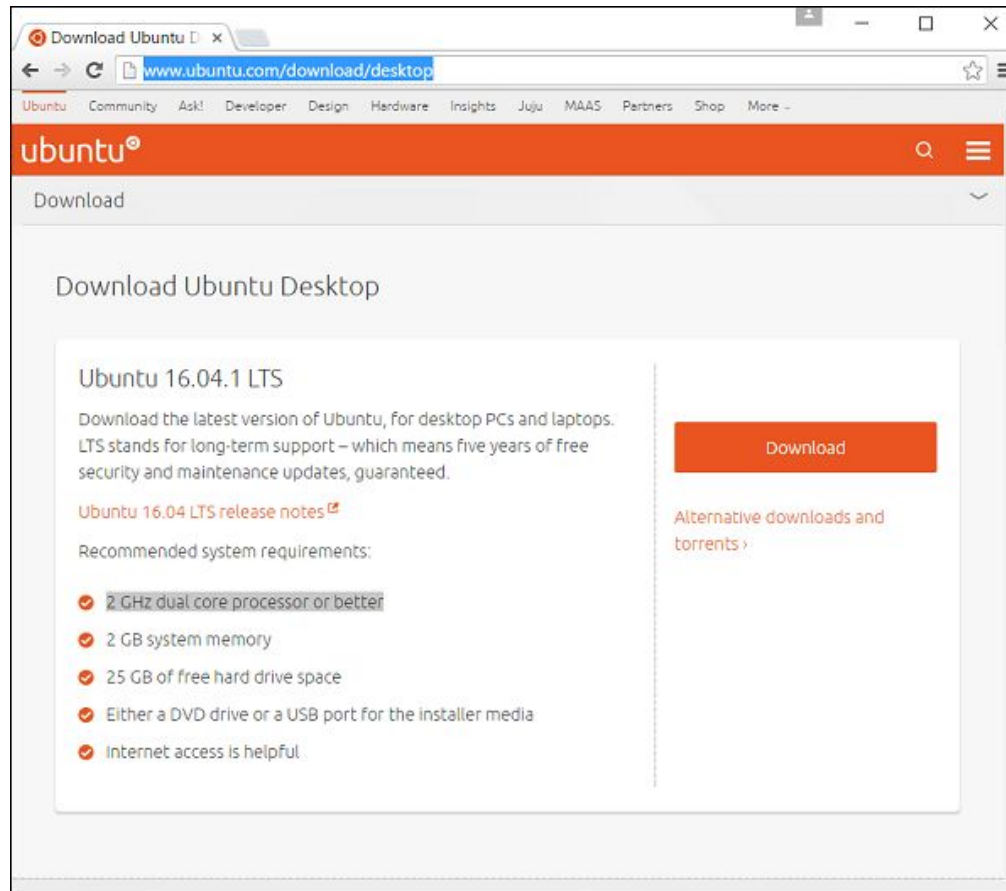 Download Ubuntu D
www.ubuntu.com/download/desktop
Ubuntu Community Ask! Developer Design Hardware Insights Juju MAAS Partners Shop More
ubuntu
Download
Download Ubuntu Desktop
Ubuntu 16.04.1 LTS
Download the latest version of Ubuntu, for desktop PCs and laptops.
LTS stands for long-term support – which means five years of free
security and maintenance updates, guaranteed.
Ubuntu 16.04 LTS release notes
Recommended system requirements:
2 GHz dual core processor or better
2 GB system memory
25 GB of free hard drive space
Either a DVD drive or a USB port for the installer media
Internet access is helpful
Download
Alternative downloads and
torrents ›